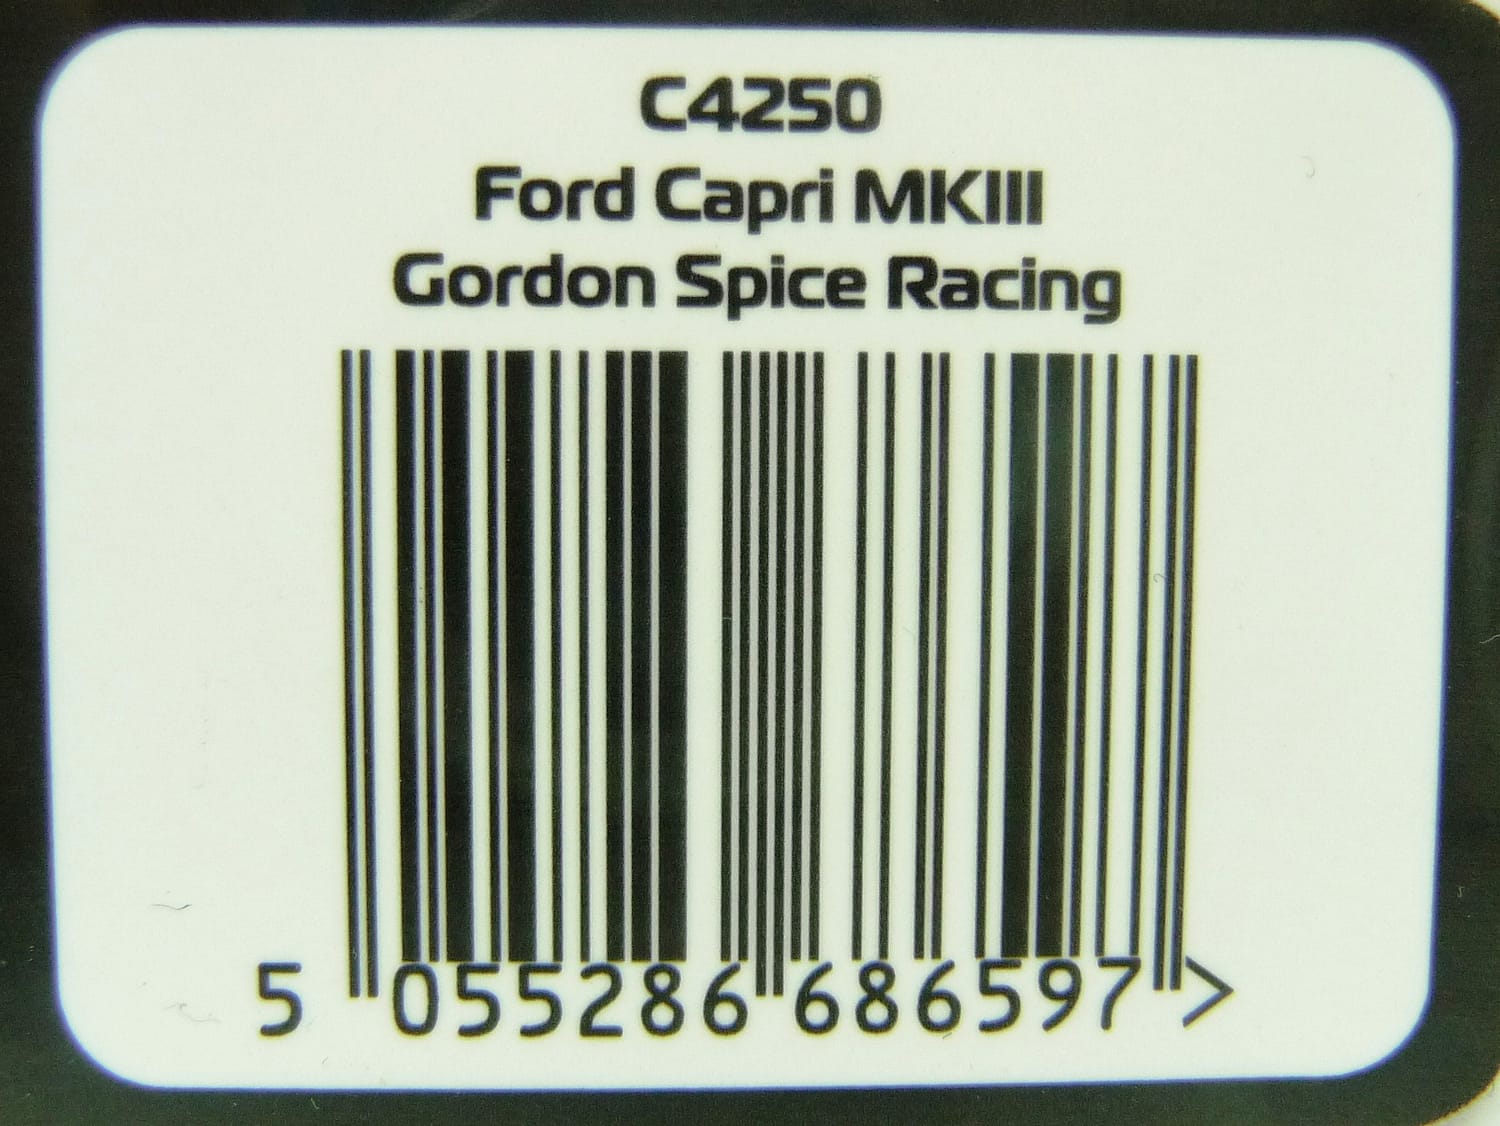 C4250
Ford Capri MKIII
Gordon Spice Racing
5 055286 686597 >